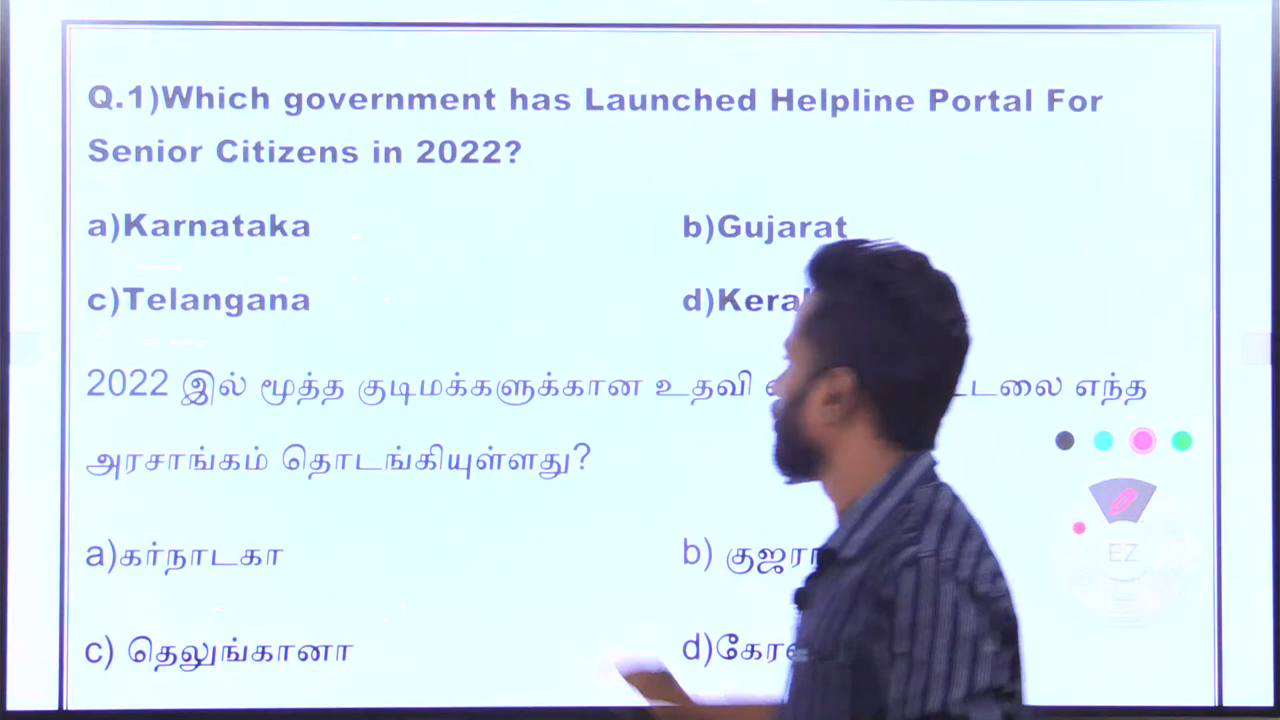 Q.1)Which government has Launched Helpline Portal For
Senior Citizens in 2022?
a)Karnataka b)Gujarat
c)Telangana
2022 இல் மூத்த குடிமக்களுக்கான உதவி எந்த
அரசாங்கம் தொடங்கியுள்ளது?
a)கர்நாடகா b)
c) தெலுங்கானா d)
EZ